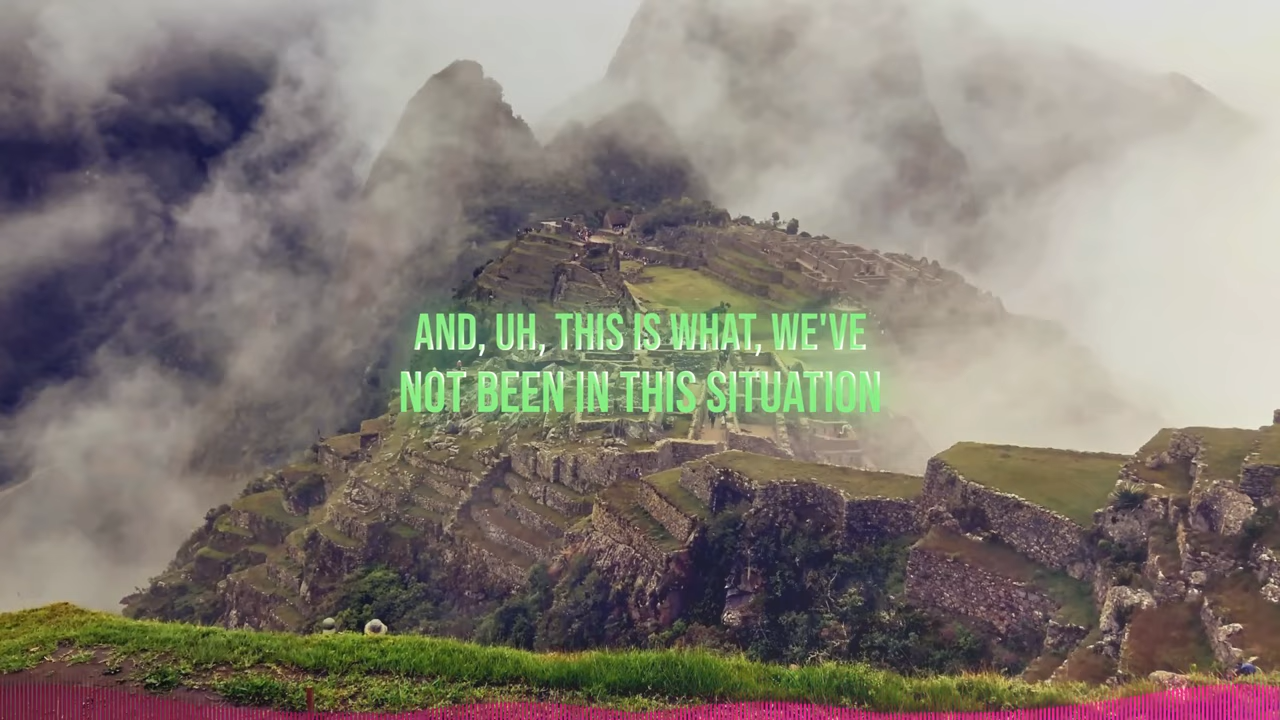 AND, UH, THIS IS WHAT, WE'VE
NOT BEEN IN THIS SITUATION